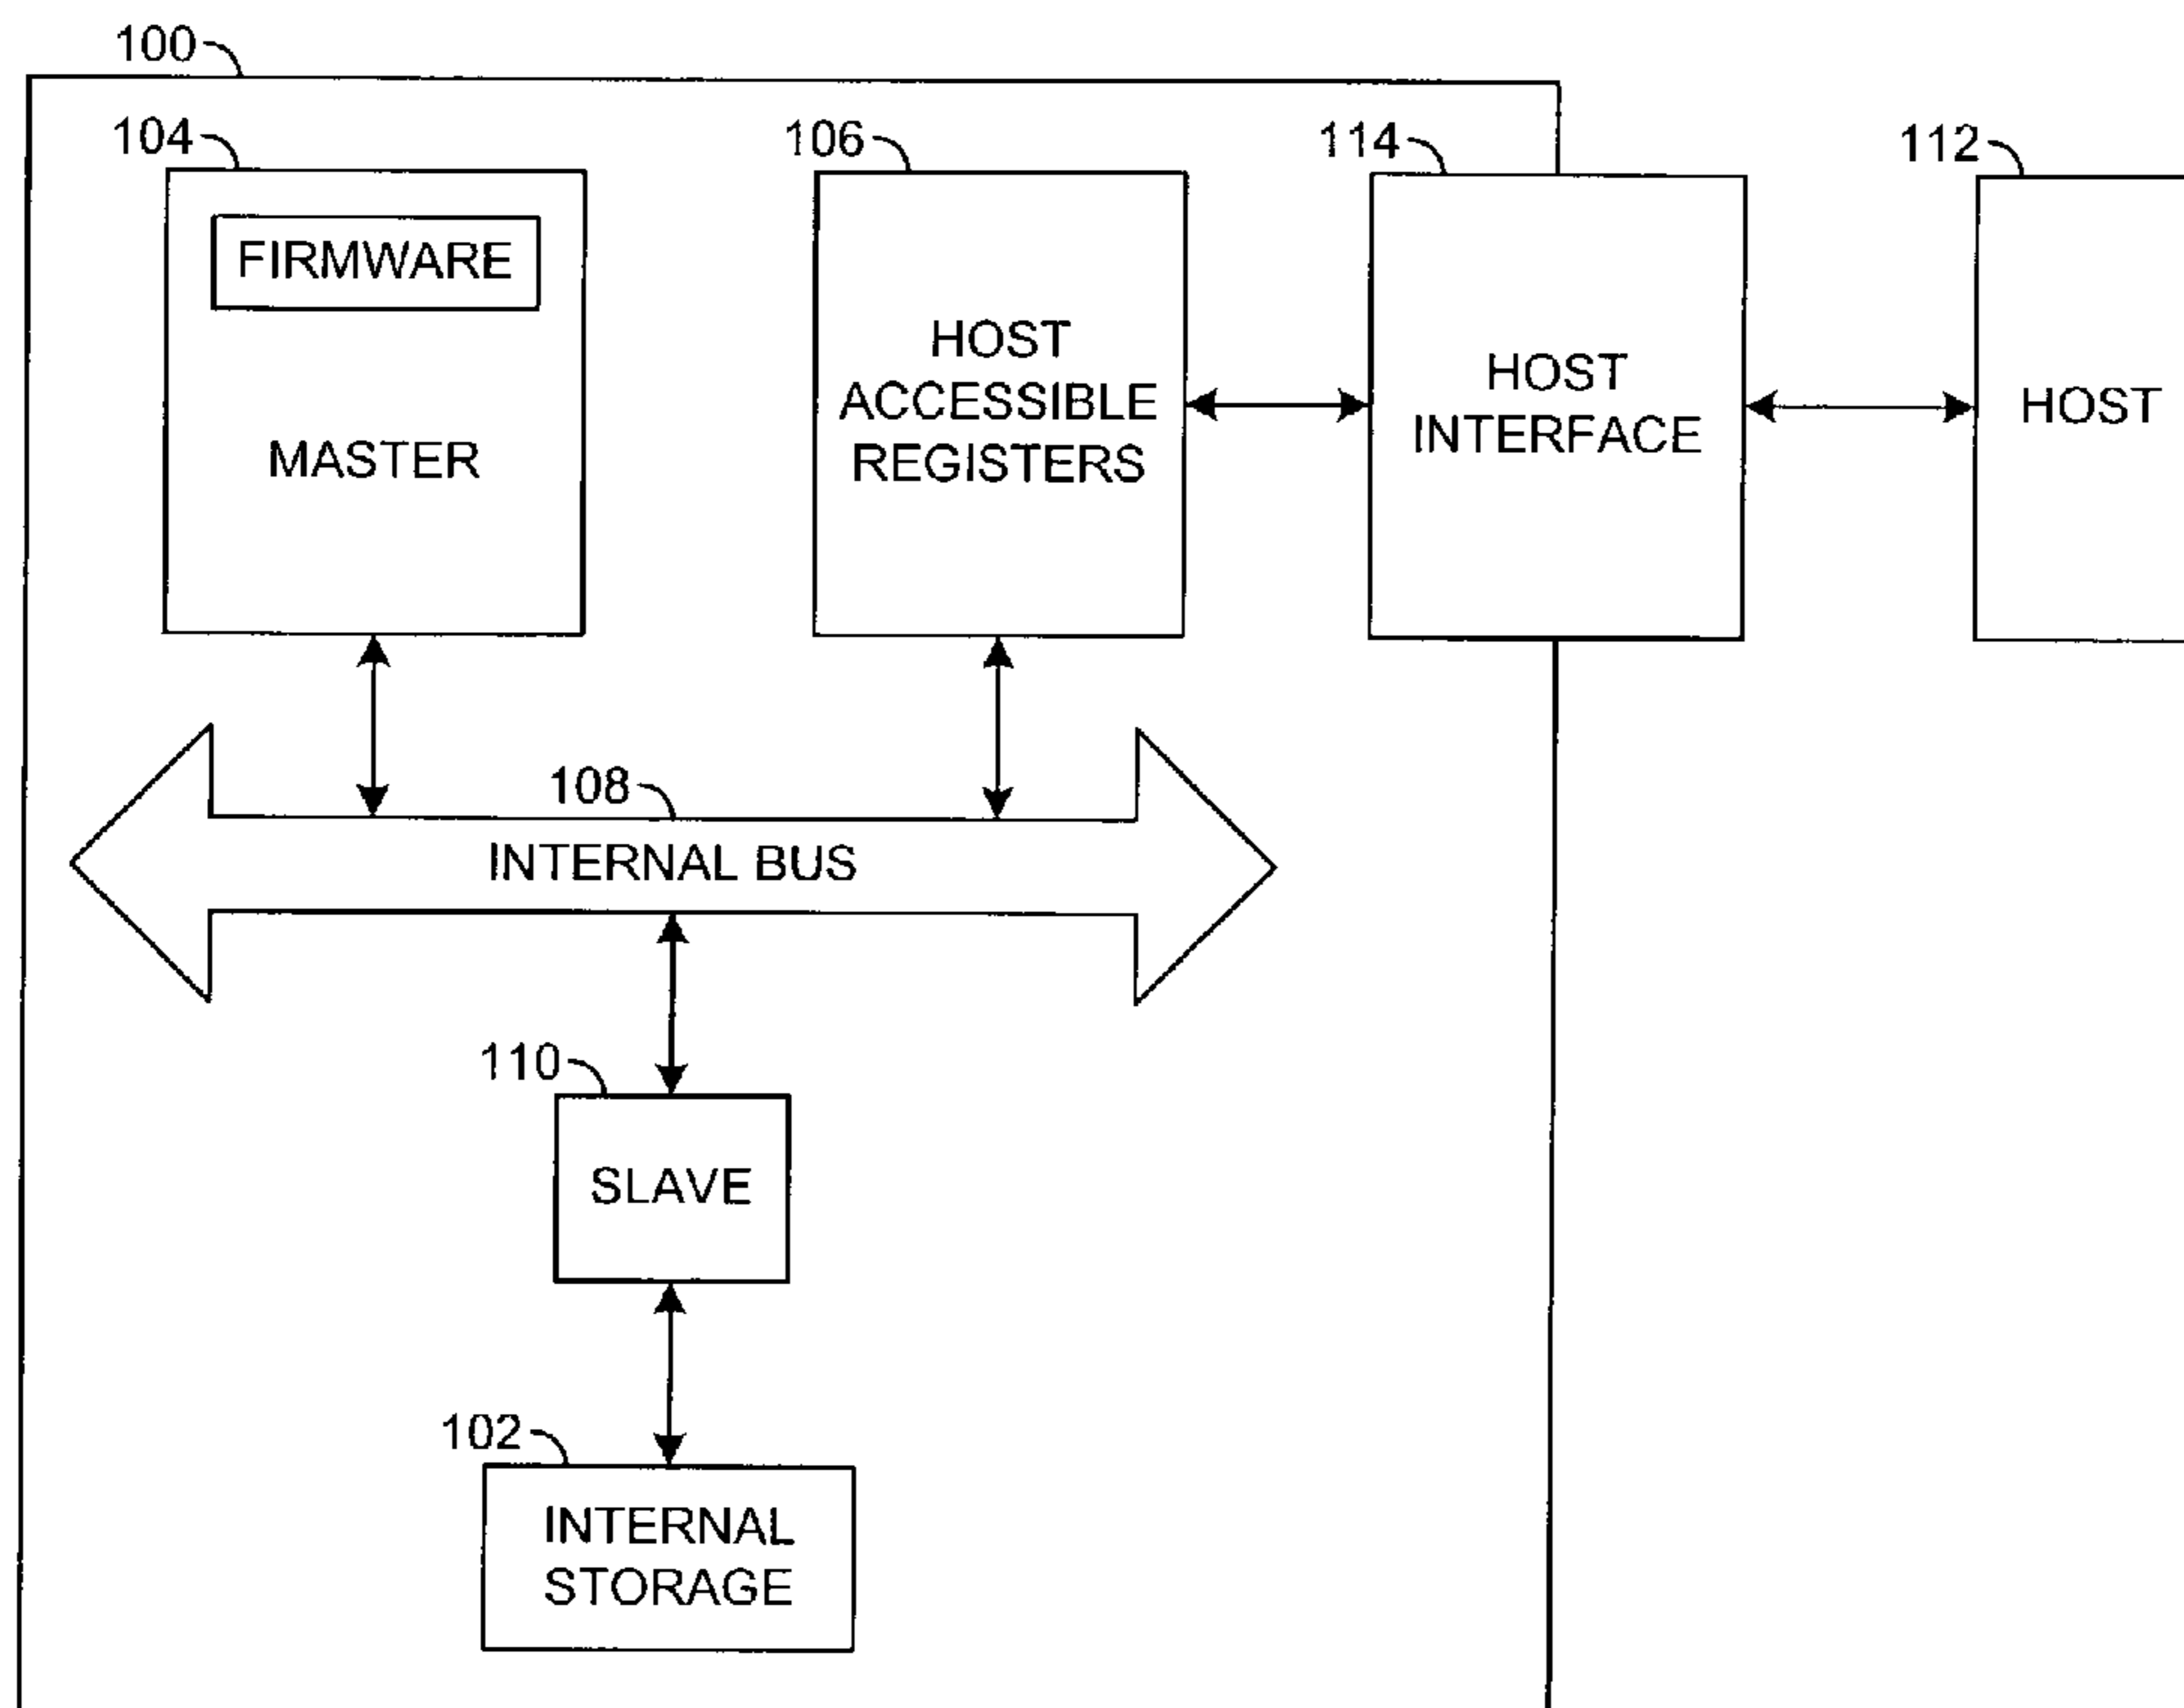 100
104
106
114
112
FIRMWARE
MASTER
HOST
ACCESSIBLE
REGISTERS
HOST
INTERFACE
HOST
108
INTERNAL BUS
110
SLAVE
102
INTERNAL
STORAGE